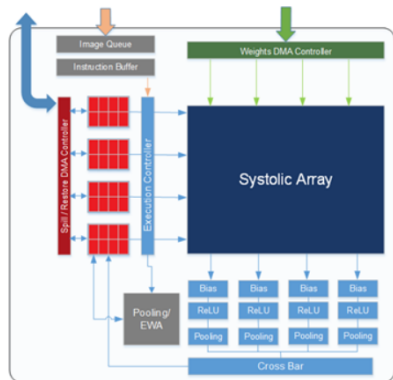 Image Queue
Weights DMA Controller
Instruction Buffer
Spill / Restore DMA Controller
Execution Controller
Systolic Array
Bias
Bias
Bias
Bias
ReLU
ReLU
ReLU
ReLU
Pooling/
EWA
Pooling
Pooling
Pooling
Pooling
Cross Bar